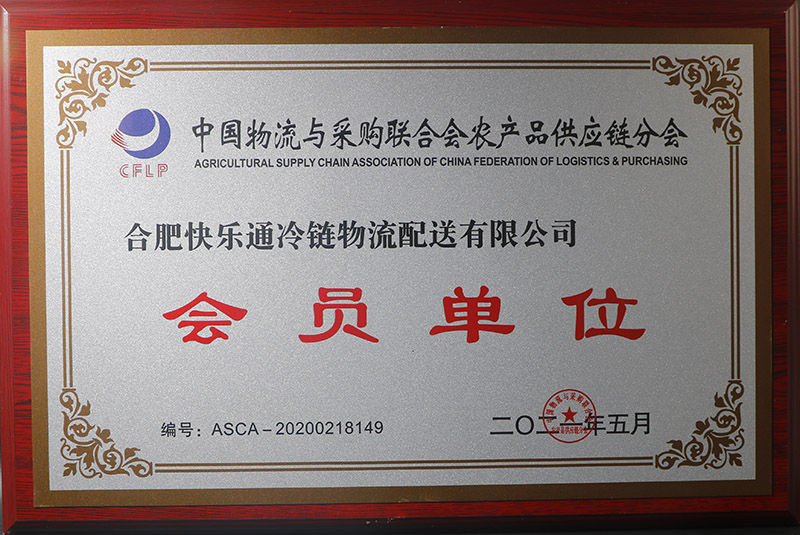 中国物流与采购联合会农产品供应链分会
CFLP
AGRICULTURAL SUPPLY CHAIN ASSOCIATION OF CHINA FEDERATION OF LOGISTICS & PURCHASING
合肥快乐通冷链物流配送有限公司
会员单位
编号：ASCA－20200218149
二〇二二年五月